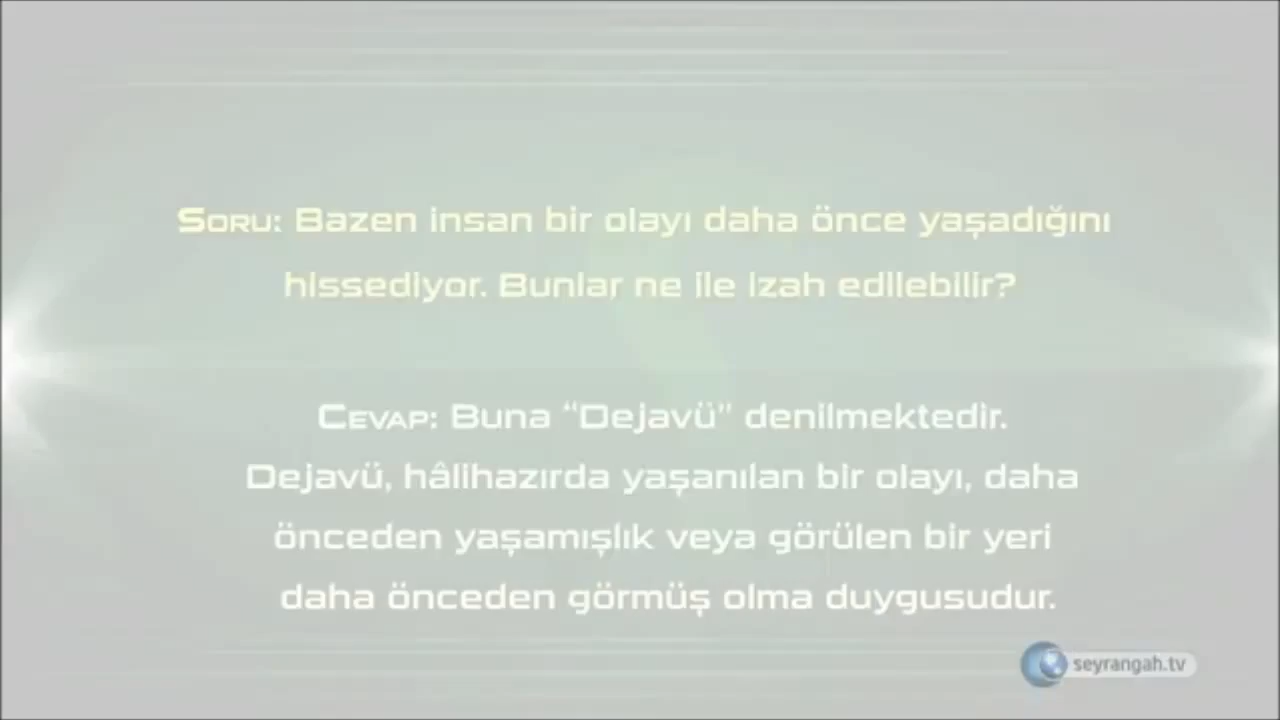 Soru: Bazen insan bir olayı daha önce yaşadığını
hissediyor. Bunlar ne ile izah edilebilir?
Cevap: Buna “Dejavü” denilmektedir.
Dejavü, hâlihazırda yaşanılan bir olayı, daha
önceden yaşamışlık veya görülen bir yeri
daha önceden görmüş olma duygusudur.
seyrangah.tv